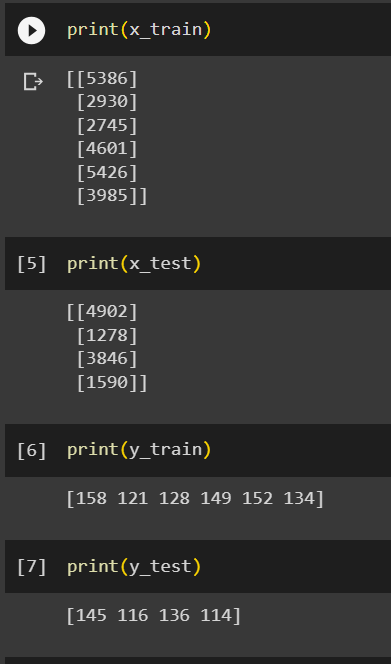 print(x_train)
[[5386]
[2930]
[2745]
[4601]
[5426]
[3985]]
[5] print(x_test)
[[4902]
[1278]
[3846]
[1590]]
[6] print(y_train)
[158 121 128 149 152 134]
[7] print(y_test)
[145 116 136 114]